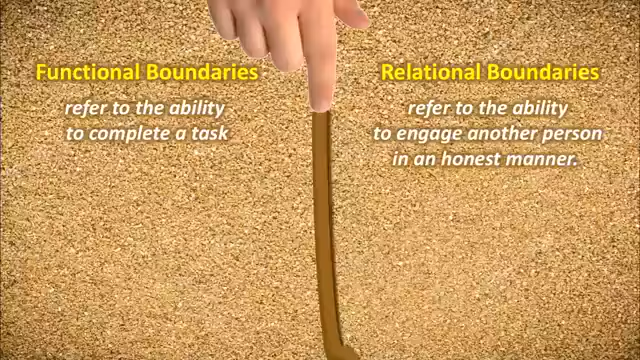 Functional Boundaries
refer to the ability
to complete a task
Relational Boundaries
refer to the ability
to engage another person
in an honest manner.